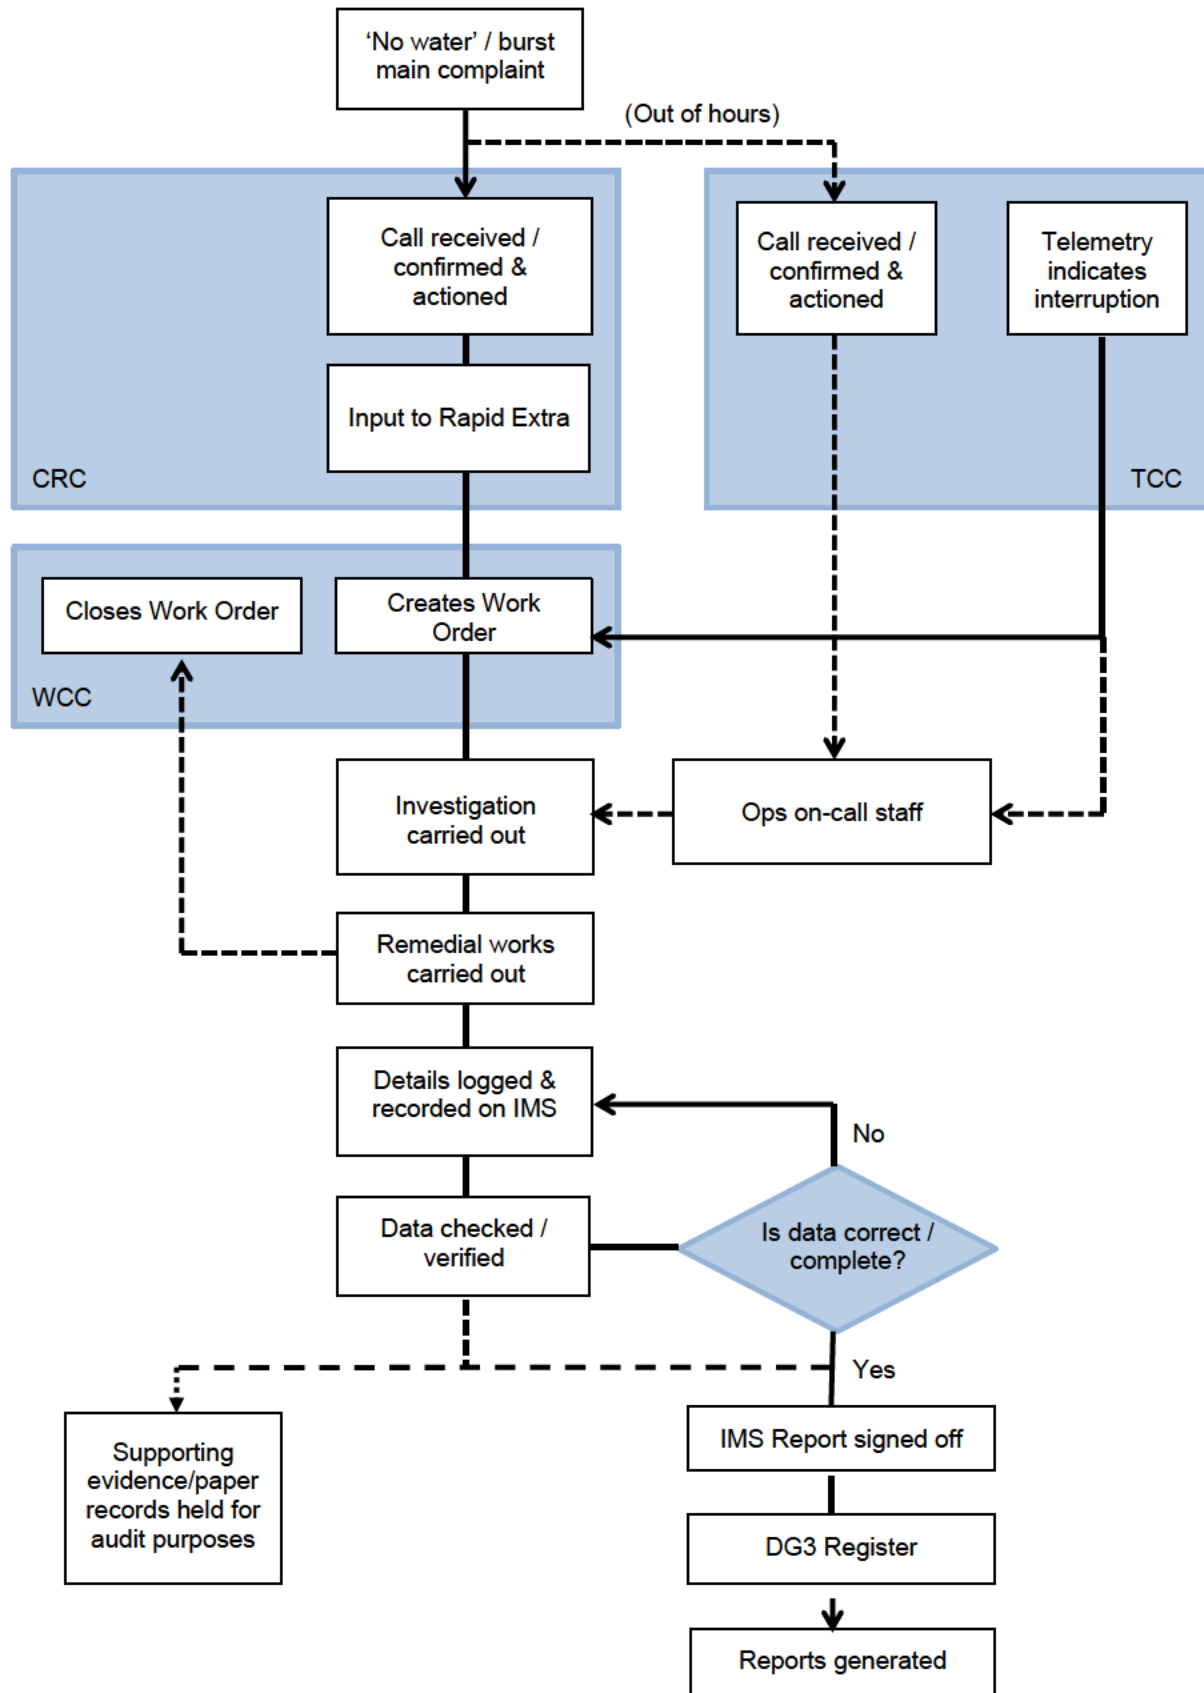 ‘No water’ / burst
main complaint
(Out of hours)
Call received /
confirmed &
actioned
Call received /
confirmed &
actioned
Telemetry
indicates
interruption
Input to Rapid Extra
CRC
TCC
Closes Work Order
Creates Work
Order
WCC
Investigation
carried out
Ops on-call staff
Remedial works
carried out
Details logged &
recorded on IMS
No
Data checked /
verified
Is data correct /
complete?
Yes
Supporting
evidence/paper
records held for
audit purposes
IMS Report signed off
DG3 Register
Reports generated